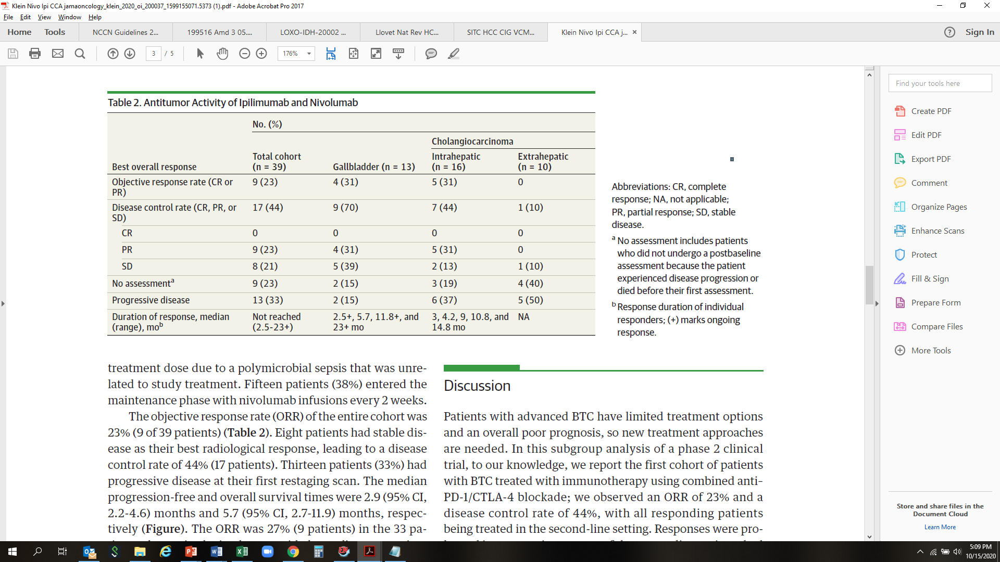 Klein Nivo Ipi CCA jamaoncology_klein_2020_oi_200037_1599155071.5373 (1).pdf - Adobe Acrobat Pro 2017
File Edit View Window Help
Home Tools NCCN Guidelines 2... 199516 Amd 3 05.... LOXO-IDH-20002 ... Llovet Nat Rev HC... SITC HCC CIG VCM... Klein Nivo Ipi CCA j... × Sign In
3 / 5 176%
Find your tools here
Create PDF
Edit PDF
Export PDF
Comment
Organize Pages
Enhance Scans
Protect
Fill & Sign
Prepare Form
Compare Files
More Tools
Store and share files in the
Document Cloud
Learn More
Table 2. Antitumor Activity of Ipilimumab and Nivolumab
No. (%)
Cholangiocarcinoma
Total cohort Intrahepatic Extrahepatic
Best overall response (n = 39) Gallbladder (n = 13) (n = 16) (n = 10)
Objective response rate (CR or 9 (23) 4 (31) 5 (31) 0
PR)
Disease control rate (CR, PR, or 17 (44) 9 (70) 7 (44) 1 (10)
SD)
CR 0 0 0 0
PR 9 (23) 4 (31) 5 (31) 0
SD 8 (21) 5 (39) 2 (13) 1 (10)
No assessmentᵃ 9 (23) 2 (15) 3 (19) 4 (40)
Progressive disease 13 (33) 2 (15) 6 (37) 5 (50)
Duration of response, median Not reached 2.5+, 5.7, 11.8+, and 3, 4.2, 9, 10.8, and NA
(range), moᵇ (2.5-23+) 23+ mo 14.8 mo
Abbreviations: CR, complete
response; NA, not applicable;
PR, partial response; SD, stable
disease.
ᵃ No assessment includes patients
who did not undergo a postbaseline
assessment because the patient
experienced disease progression or
died before their first assessment.
ᵇ Response duration of individual
responders; (+) marks ongoing
response.
treatment dose due to a polymicrobial sepsis that was unre-
lated to study treatment. Fifteen patients (38%) entered the
maintenance phase with nivolumab infusions every 2 weeks.
The objective response rate (ORR) of the entire cohort was
23% (9 of 39 patients) (Table 2). Eight patients had stable dis-
ease as their best radiological response, leading to a disease
control rate of 44% (17 patients). Thirteen patients (33%) had
progressive disease at their first restaging scan. The median
progression-free and overall survival times were 2.9 (95% CI,
2.2-4.6) months and 5.7 (95% CI, 2.7-11.9) months, respec-
tively (Figure). The ORR was 27% (9 patients) in the 33 pa-
Discussion
Patients with advanced BTC have limited treatment options
and an overall poor prognosis, so new treatment approaches
are needed. In this subgroup analysis of a phase 2 clinical
trial, to our knowledge, we report the first cohort of patients
with BTC treated with immunotherapy using combined anti–
PD-1/CTLA-4 blockade; we observed an ORR of 23% and a
disease control rate of 44%, with all responding patients
being treated in the second-line setting. Responses were pro-
5:09 PM
10/15/2020